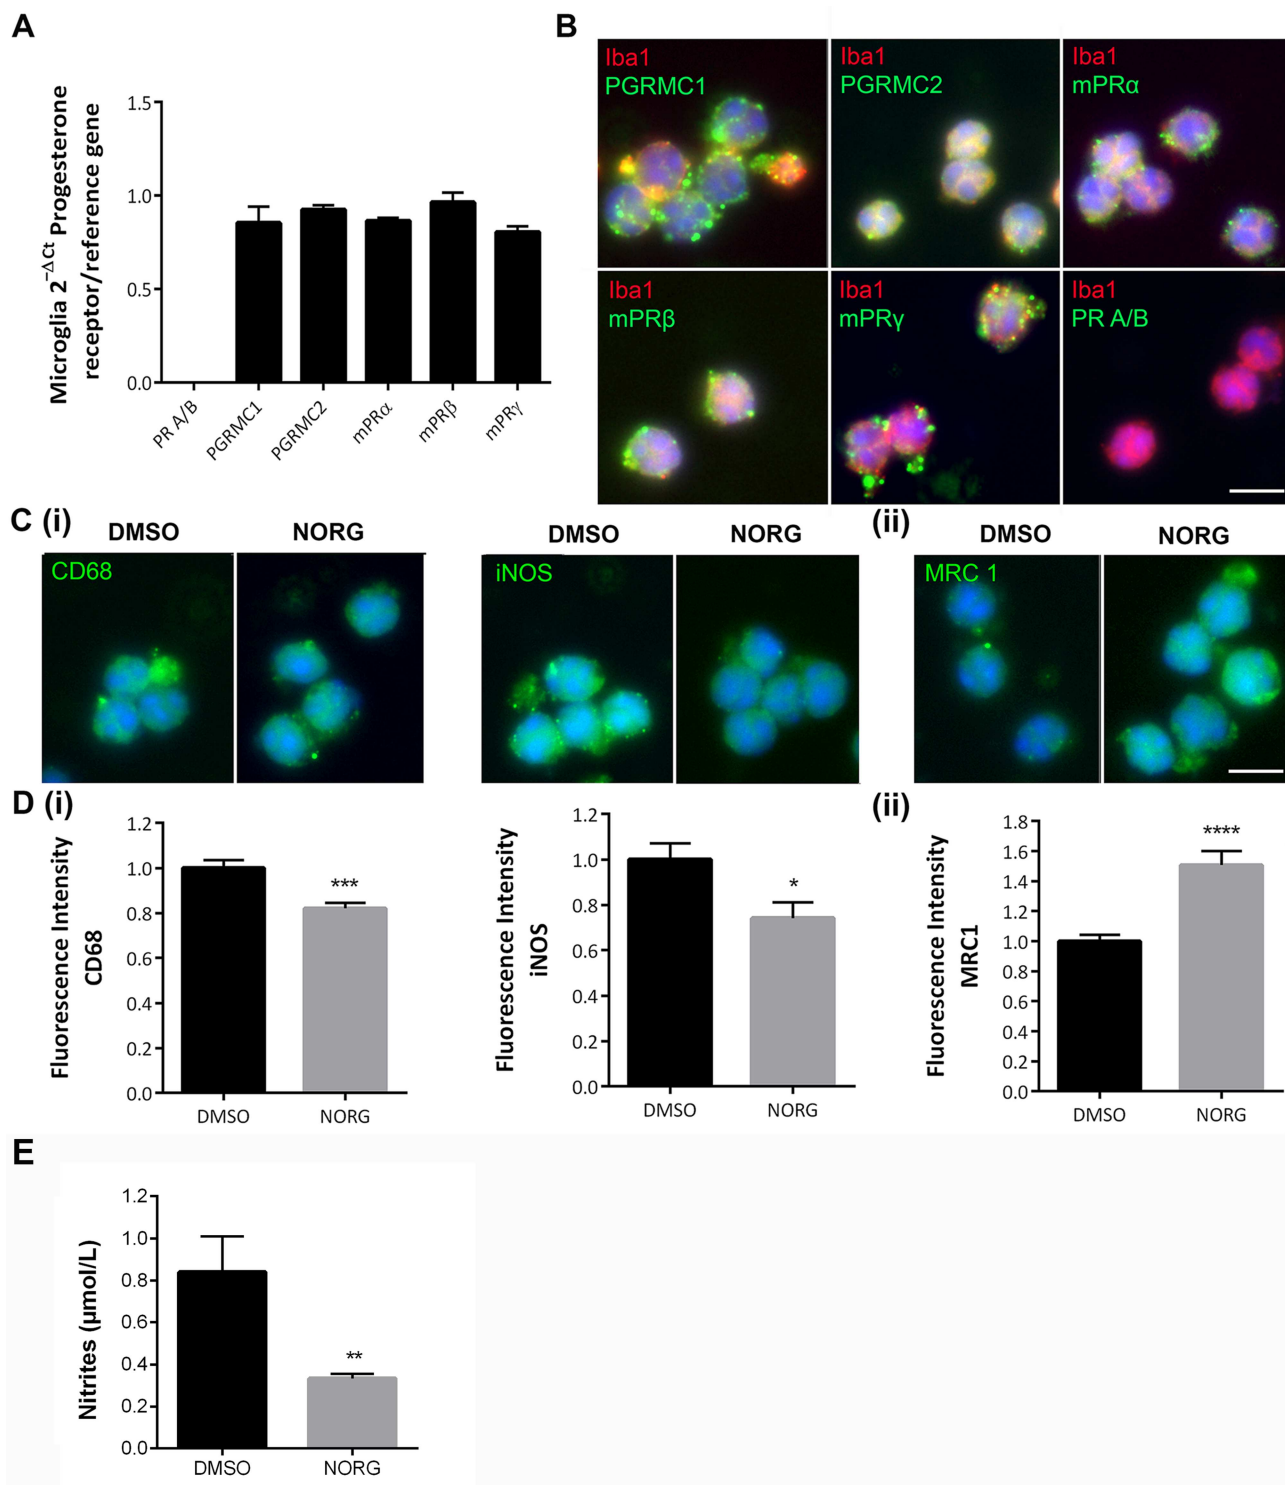 A
B
Microglia 2⁻ΔCt Progesterone
receptor/reference gene
1.5
1.0
0.5
0.0
PR A/B
PGRMC1
PGRMC2
mPRα
mPRβ
mPRγ
Iba1
PGRMC1
Iba1
PGRMC2
Iba1
mPRα
Iba1
mPRβ
Iba1
mPRγ
Iba1
PR A/B
C (i)
DMSO
NORG
DMSO
NORG
(ii)
DMSO
NORG
CD68
iNOS
MRC 1
D (i)
Fluorescence Intensity
CD68
1.2
1.0
0.8
0.6
0.4
0.2
0.0
***
DMSO
NORG
Fluorescence Intensity
iNOS
1.2
1.0
0.8
0.6
0.4
0.2
0.0
*
DMSO
NORG
(ii)
Fluorescence Intensity
MRC1
1.8
1.6
1.4
1.2
1.0
0.8
0.6
0.4
0.2
0.0
****
DMSO
NORG
E
Nitrites (µmol/L)
1.2
1.0
0.8
0.6
0.4
0.2
0.0
**
DMSO
NORG